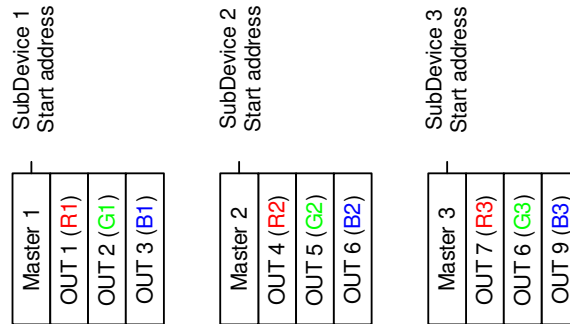 SubDevice 1
Start address
Master 1
OUT 1 (R1)
OUT 2 (G1)
OUT 3 (B1)
SubDevice 2
Start address
Master 2
OUT 4 (R2)
OUT 5 (G2)
OUT 6 (B2)
SubDevice 3
Start address
Master 3
OUT 7 (R3)
OUT 6 (G3)
OUT 9 (B3)